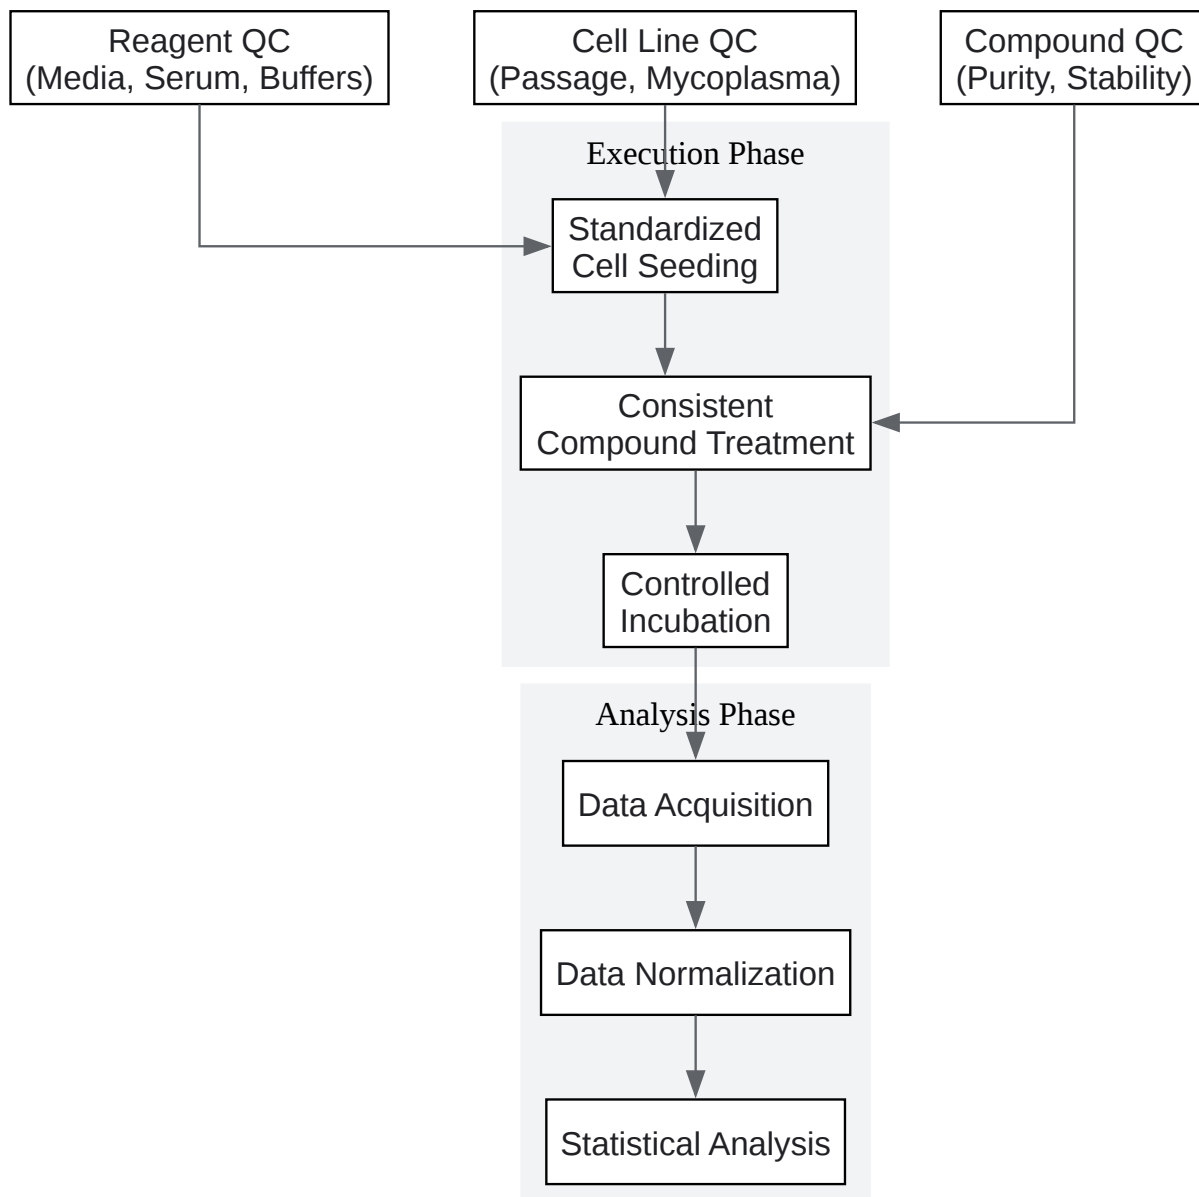 Reagent QC
(Media, Serum, Buffers)
Cell Line QC
(Passage, Mycoplasma)
Compound QC
(Purity, Stability)
Execution Phase
Standardized
Cell Seeding
Consistent
Compound Treatment
Controlled
Incubation
Analysis Phase
Data Acquisition
Data Normalization
Statistical Analysis